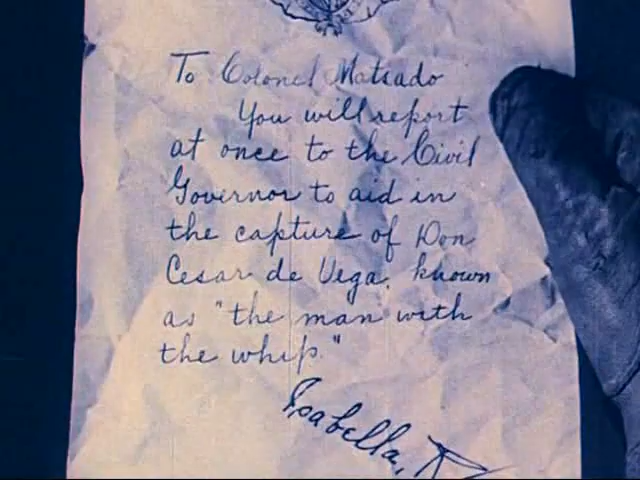 To Colonel Matsado
You will report
at once to the Civil
Governor to aid in
the capture of Don
Cesar de Vega, known
as "the man with
the whip."
Isabella, R